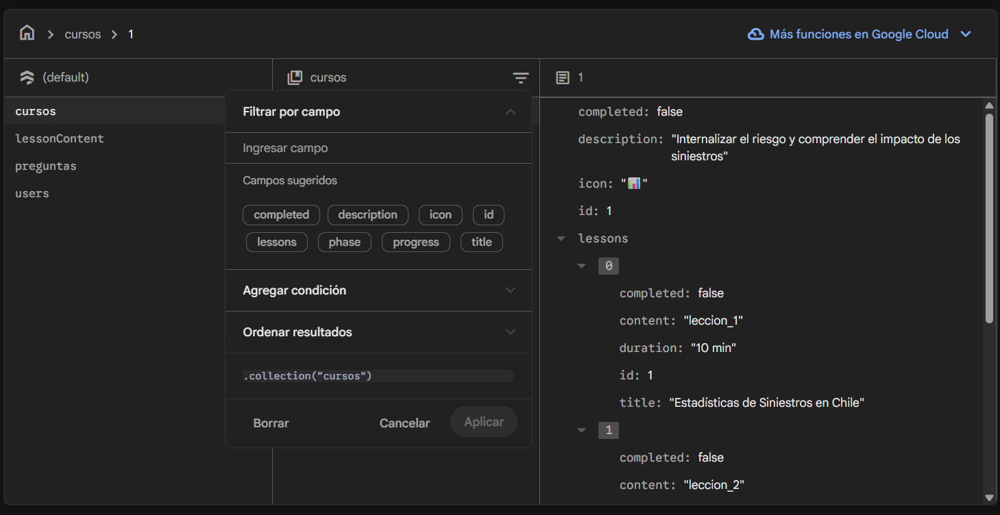 cursos
1
Más funciones en Google Cloud
(default)
cursos
1
cursos
lessonContent
preguntas
users
Filtrar por campo
Ingresar campo
Campos sugeridos
completed description icon id
lessons phase progress title
Agregar condición
Ordenar resultados
.collection("cursos")
Borrar Cancelar Aplicar
completed: false
description: "Internalizar el riesgo y comprender el impacto de los
siniestros"
icon: "📊"
id: 1
lessons
0
completed: false
content: "leccion_1"
duration: "10 min"
id: 1
title: "Estadísticas de Siniestros en Chile"
1
completed: false
content: "leccion_2"